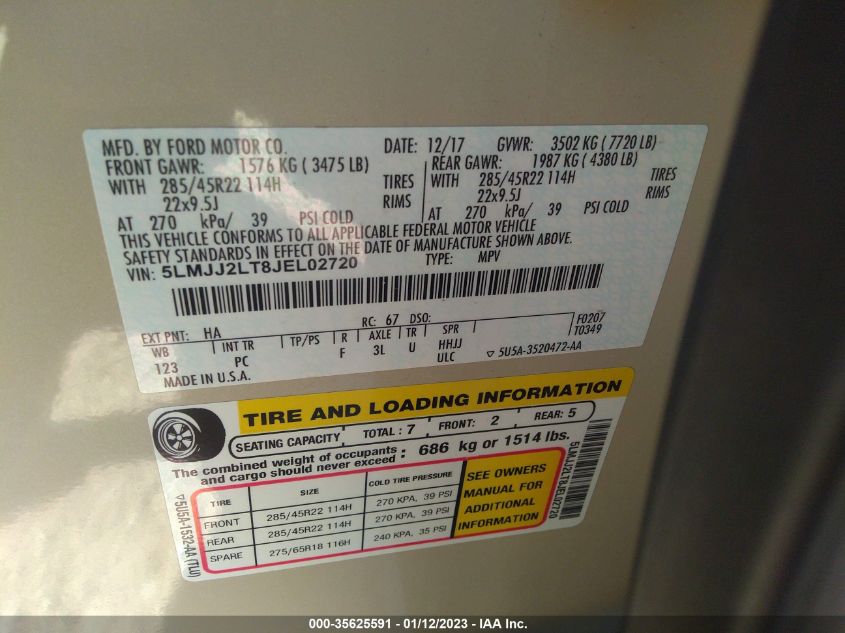 MFD. BY FORD MOTOR CO. DATE: 12/17 GVWR: 3502 KG ( 7720 LB)
FRONT GAWR: 1576 KG ( 3475 LB) REAR GAWR: 1987 KG ( 4380 LB)
WITH 285/45R22 114H TIRES WITH 285/45R22 114H TIRES
22x9.5J RIMS 22x9.5J RIMS
AT 270 kPa/ 39 PSI COLD AT 270 kPa/ 39 PSI COLD
THIS VEHICLE CONFORMS TO ALL APPLICABLE FEDERAL MOTOR VEHICLE
SAFETY STANDARDS IN EFFECT ON THE DATE OF MANUFACTURE SHOWN ABOVE.
VIN: 5LMJJ2LT8JEL02720 TYPE: MPV
EXT PNT: HA RC: 67 DSO: F0207
WB INT TR TP/PS R AXLE TR SPR T0349
123 PC F 3L U HHJJ
ULC ▽5U5A-3520472-AA
MADE IN U.S.A.
TIRE AND LOADING INFORMATION
SEATING CAPACITY TOTAL : 7 FRONT: 2 REAR: 5
The combined weight of occupants
and cargo should never exceed : 686 kg or 1514 lbs.
TIRE SIZE COLD TIRE PRESSURE
FRONT 285/45R22 114H 270 KPA, 39 PSI
REAR 285/45R22 114H 270 KPA, 39 PSI
SPARE 275/65R18 116H 240 KPA, 35 PSI
SEE OWNERS
MANUAL FOR
ADDITIONAL
INFORMATION
▽5U5A-1532-AA (TLU)
5LMJJ2LT8JEL02720
000-35625591 - 01/12/2023 - IAA Inc.